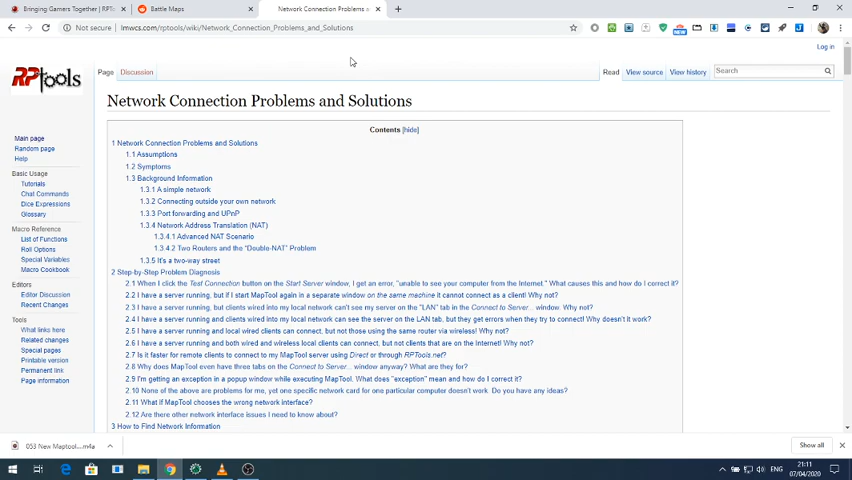 Bringing Gamers Together | RPT
Battle Maps
Network Connection Problems a
Not secure | lmwcs.com/rptools/wiki/Network_Connection_Problems_and_Solutions
Log in
RPTools
Page Discussion Read View source View history Search
Network Connection Problems and Solutions
Contents [hide]
1 Network Connection Problems and Solutions
1.1 Assumptions
1.2 Symptoms
1.3 Background Information
1.3.1 A simple network
1.3.2 Connecting outside your own network
1.3.3 Port forwarding and UPnP
1.3.4 Network Address Translation (NAT)
1.3.4.1 Advanced NAT Scenario
1.3.4.2 Two Routers and the "Double-NAT" Problem
1.3.5 It's a two-way street
2 Step-by-Step Problem Diagnosis
2.1 When I click the Test Connection button on the Start Server window, I get an error, "unable to see your computer from the Internet." What causes this and how do I correct it?
2.2 I have a server running, but if I start MapTool again in a separate window on the same machine it cannot connect as a client! Why not?
2.3 I have a server running, but clients wired into my local network can't see my server on the "LAN" tab in the Connect to Server... window. Why not?
2.4 I have a server running and clients wired into my local network can see the server on the LAN tab, but they get errors when they try to connect! Why doesn't it work?
2.5 I have a server running and local wired clients can connect, but not those using the same router via wireless! Why not?
2.6 I have a server running and both wired and wireless local clients can connect, but not clients that are on the Internet! Why not?
2.7 Is it faster for remote clients to connect to my MapTool server using Direct or through RPTools.net?
2.8 Why does MapTool even have three tabs on the Connect to Server... window anyway? What are they for?
2.9 I'm getting an exception in a popup window while executing MapTool. What does "exception" mean and how do I correct it?
2.10 None of the above are problems for me, yet one specific network card for one particular computer doesn't work. Do you have any ideas?
2.11 What if MapTool chooses the wrong network interface?
2.12 Are there other network interface issues I need to know about?
3 How to Find Network Information
Main page
Random page
Help
Basic Usage
Tutorials
Chat Commands
Dice Expressions
Glossary
Macro Reference
List of Functions
Roll Options
Special Variables
Macro Cookbook
Editors
Editor Discussion
Recent Changes
Tools
What links here
Related changes
Special pages
Printable version
Permanent link
Page information
053 New Maptool....m4a
Show all
ENG
21:11
07/04/2020